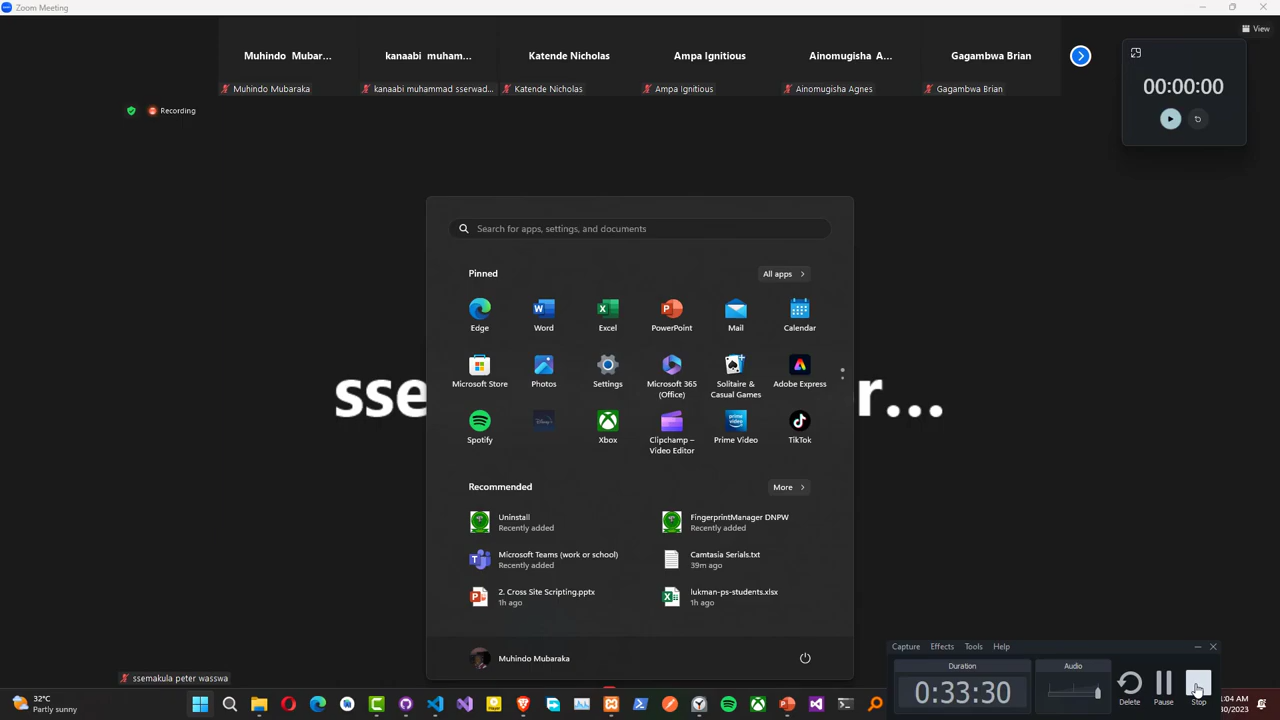 Zoom Meeting
View
Muhindo Mubar...
kanaabi muham...
Katende Nicholas
Ampa Ignitious
Ainomugisha A...
Gagambwa Brian
Muhindo Mubaraka
kanaabi muhammad sserwad...
Katende Nicholas
Ampa Ignitious
Ainomugisha Agnes
Gagambwa Brian
00:00:00
Recording
Search for apps, settings, and documents
Pinned
All apps
Edge
Word
Excel
PowerPoint
Mail
Calendar
Microsoft Store
Photos
Settings
Microsoft 365 (Office)
Solitaire & Casual Games
Adobe Express
sse
r...
Spotify
Disney+
Xbox
Clipchamp – Video Editor
Prime Video
TikTok
Recommended
More
Uninstall
Recently added
FingerprintManager DNPW
Recently added
Microsoft Teams (work or school)
Recently added
Camtasia Serials.txt
39m ago
2. Cross Site Scripting.pptx
1h ago
lukman-ps-students.xlsx
1h ago
Muhindo Mubaraka
ssemakula peter wasswa
Capture
Effects
Tools
Help
Duration
Audio
0:33:30
Delete
Pause
Stop
32°C
Partly sunny
:04 AM
/30/2023